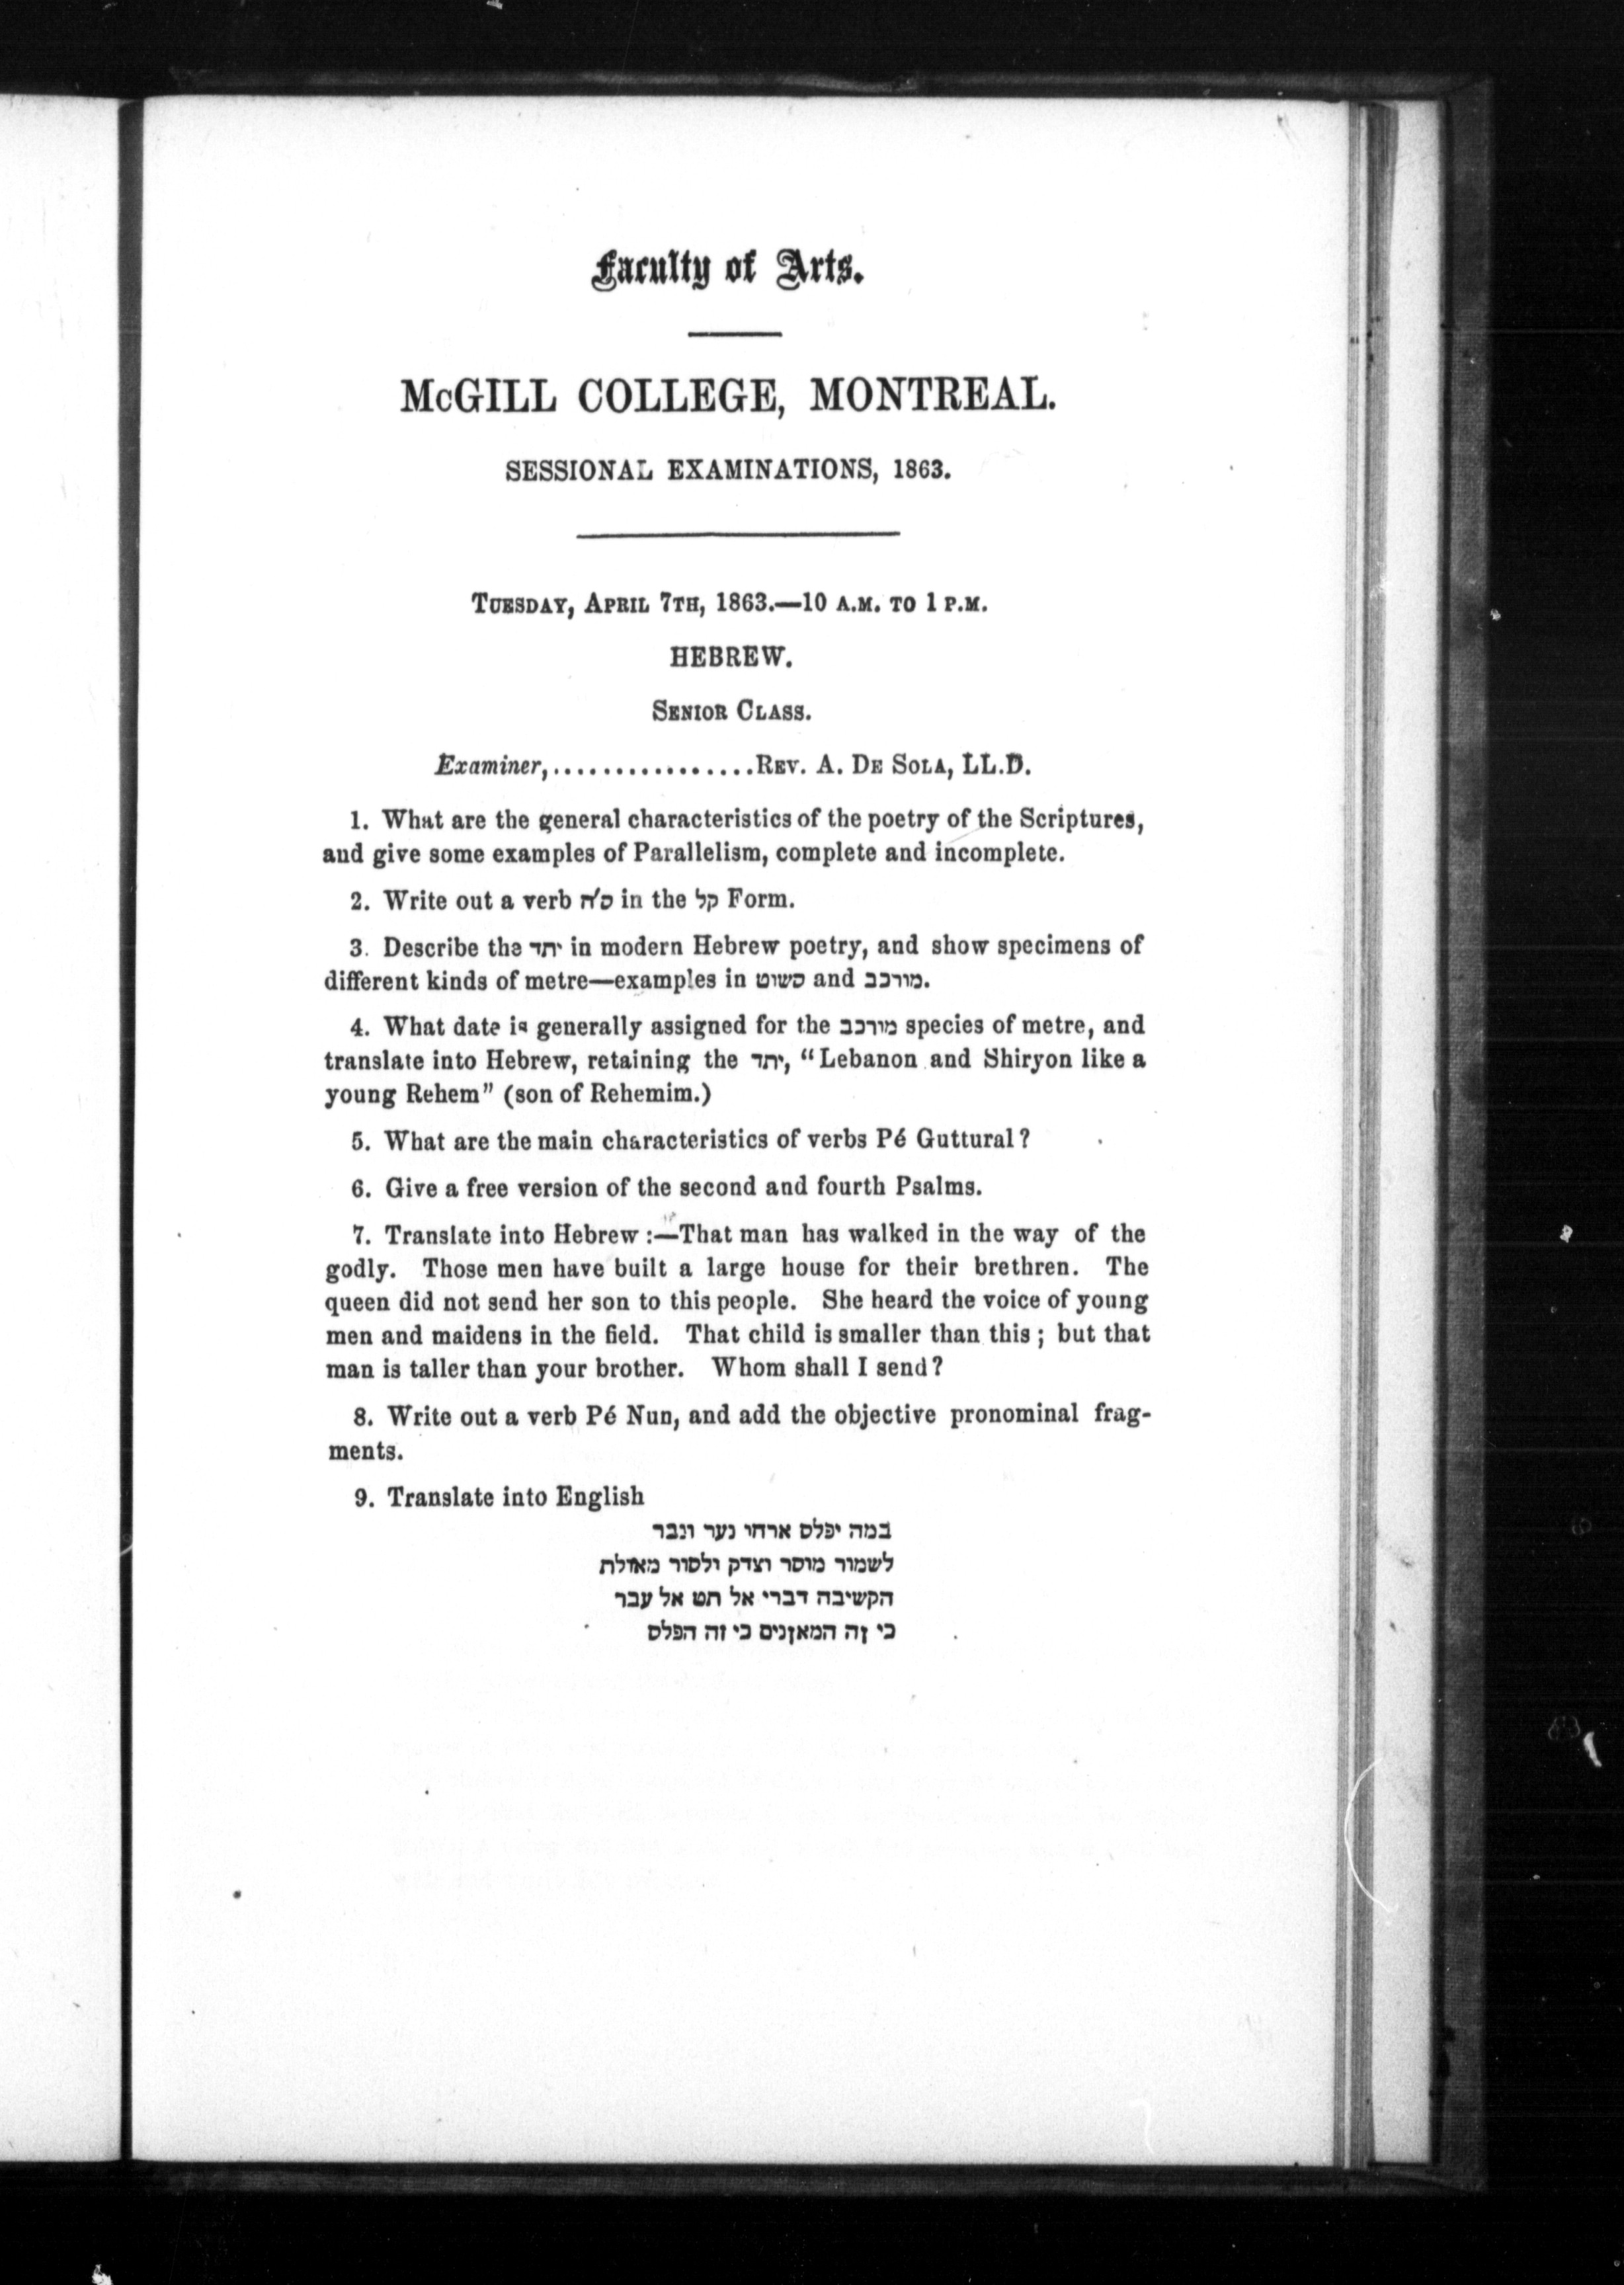 Faculty of Arts.
McGILL COLLEGE, MONTREAL.
SESSIONAL EXAMINATIONS, 1863.
TUESDAY, APRIL 7TH, 1863.—10 A.M. TO 1 P.M.
HEBREW.
SENIOR CLASS.
Examiner,................REV. A. DE SOLA, LL.D.
1. What are the general characteristics of the poetry of the Scriptures,
and give some examples of Parallelism, complete and incomplete.
2. Write out a verb in the קל Form.
3. Describe the יתד in modern Hebrew poetry, and show specimens of
different kinds of metre—examples in פשוט and מורכב.
4. What date is generally assigned for the מורכב species of metre, and
translate into Hebrew, retaining the יתד, "Lebanon and Shiryon like a
young Rehem" (son of Rehemim.)
5. What are the main characteristics of verbs Pé Guttural?
6. Give a free version of the second and fourth Psalms.
7. Translate into Hebrew :—That man has walked in the way of the
godly. Those men have built a large house for their brethren. The
queen did not send her son to this people. She heard the voice of young
men and maidens in the field. That child is smaller than this ; but that
man is taller than your brother. Whom shall I send?
8. Write out a verb Pé Nun, and add the objective pronominal frag-
ments.
9. Translate into English
במה יפלס ארחי נער וגבר
לשמור מוסר וצדק ולסור מאולת
הקשיבה דברי אל תט אל עבר
כי זה המאזנים כי זה הפלס